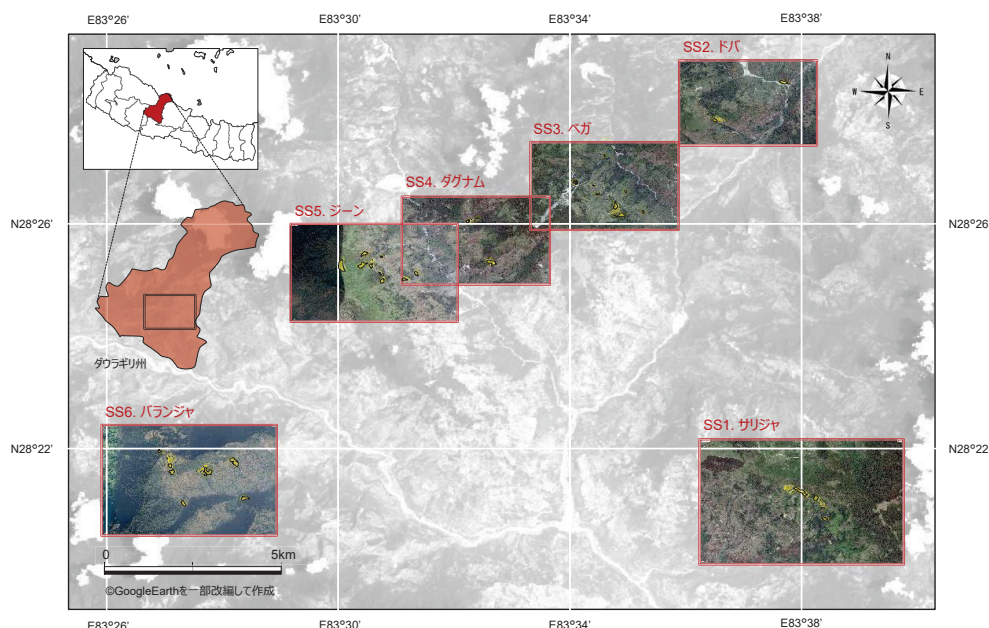 E83°26'
E83°30'
E83°34'
E83°38'
SS2. ドバ
N
W
E
S
SS3. ベガ
SS4. ダグナム
N28°26
N28°26
SS5. ジーン
ダウラギリ州
SS6. バランジャ
SS1. サリジャ
N28°22
N28°22
0
5km
©GoogleEarthを一部改編して作成
E83°26'
E83°30'
E83°34'
E83°38'